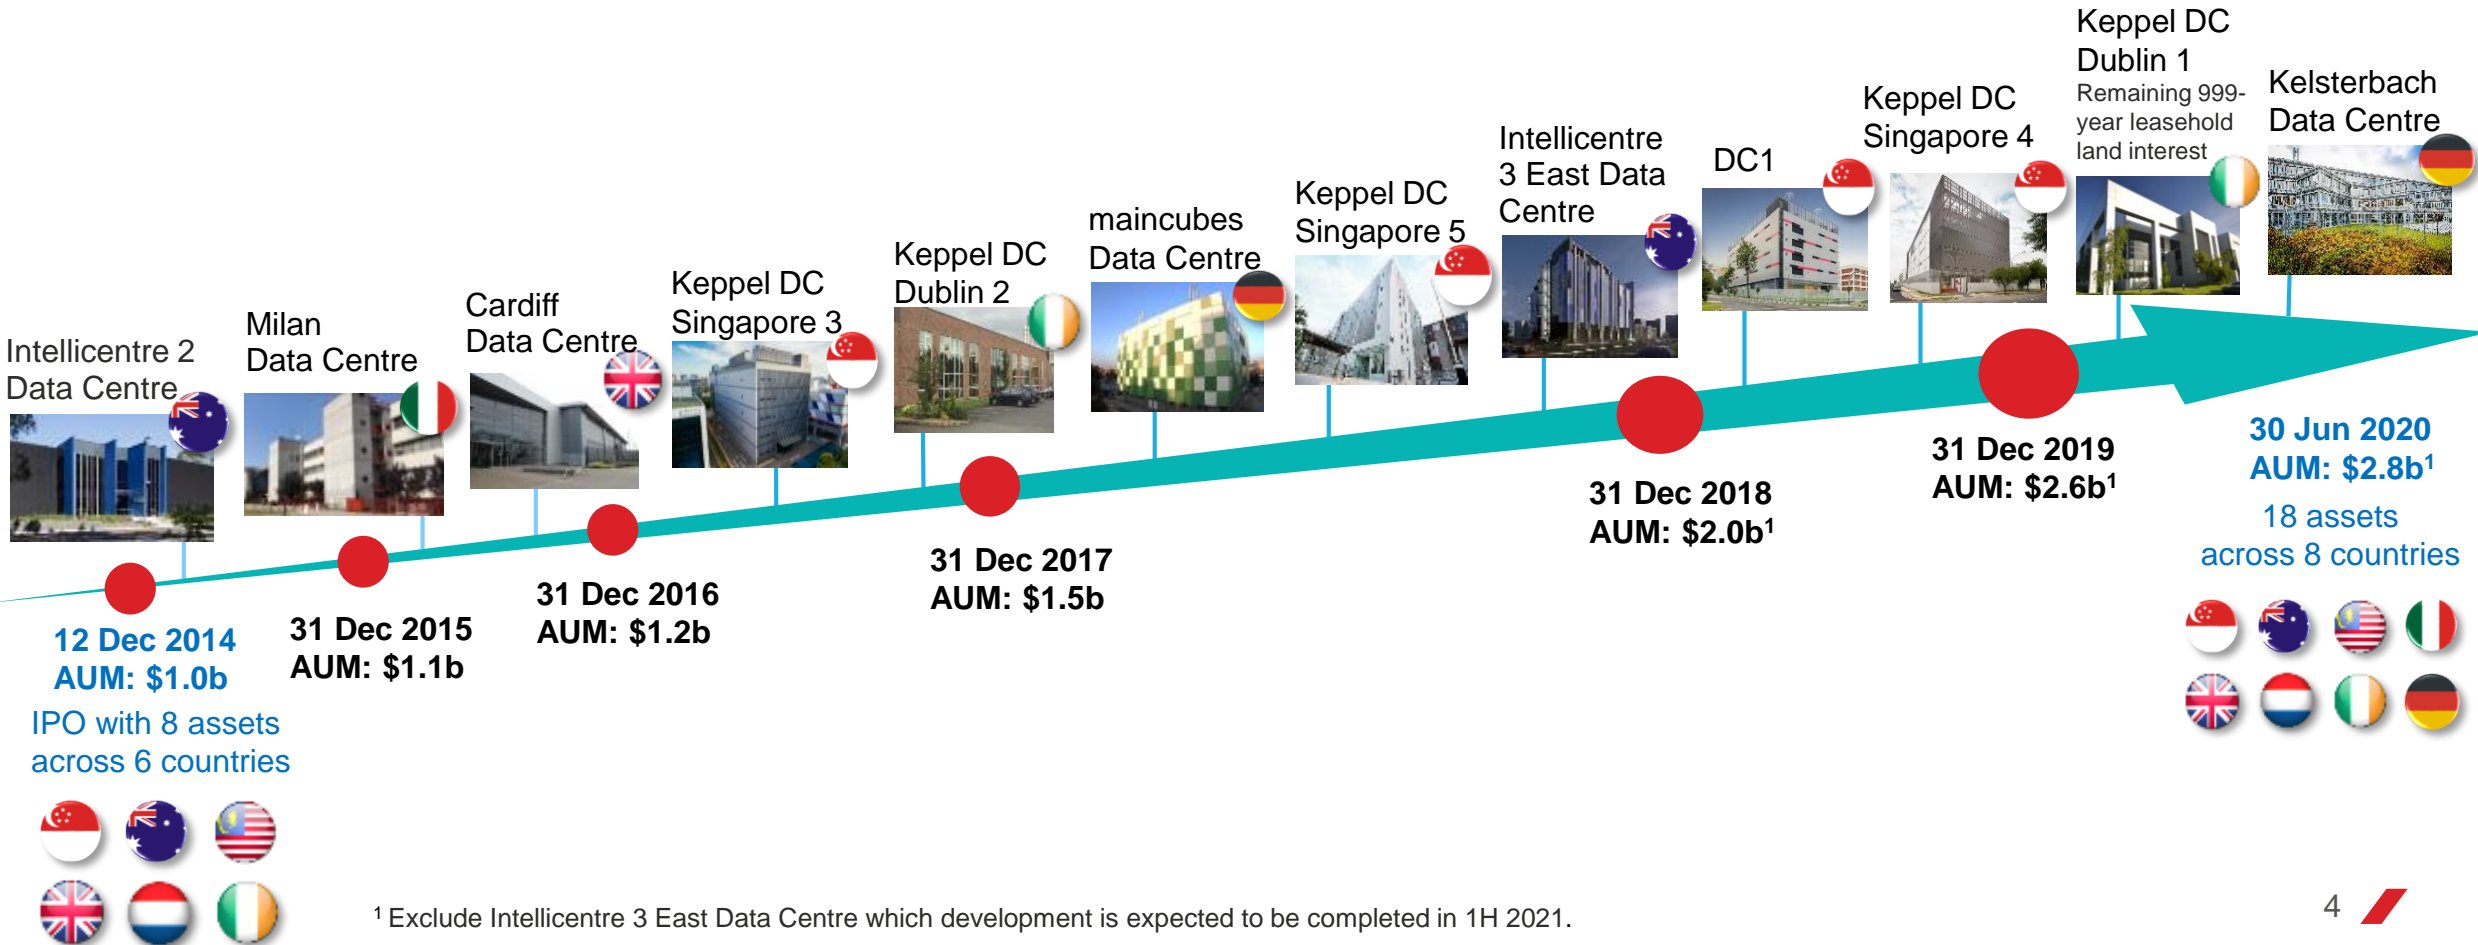 Intellicentre 2
Data Centre
Milan
Data Centre
Cardiff
Data Centre
Keppel DC
Singapore 3
Keppel DC
Dublin 2
maincubes
Data Centre
Keppel DC
Singapore 5
Intellicentre
3 East Data
Centre
DC1
Keppel DC
Singapore 4
Keppel DC
Dublin 1
Remaining 999-
year leasehold
land interest
Kelsterbach
Data Centre
12 Dec 2014
AUM: $1.0b
IPO with 8 assets
across 6 countries
31 Dec 2015
AUM: $1.1b
31 Dec 2016
AUM: $1.2b
31 Dec 2017
AUM: $1.5b
31 Dec 2018
AUM: $2.0b¹
31 Dec 2019
AUM: $2.6b¹
30 Jun 2020
AUM: $2.8b¹
18 assets
across 8 countries
¹ Exclude Intellicentre 3 East Data Centre which development is expected to be completed in 1H 2021.
4